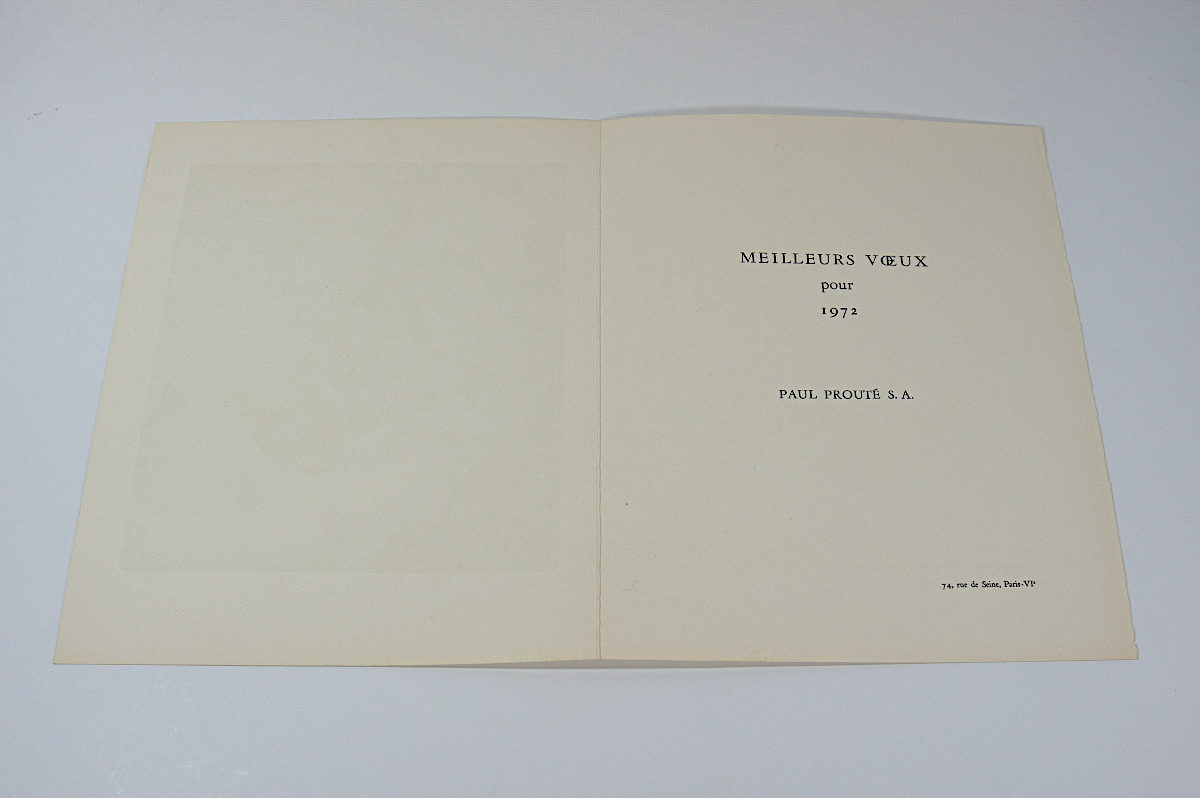 MEILLEURS VŒUX
pour
1972
PAUL PROUTÉ S. A.
74, rue de Seine, Paris-VIᵉ